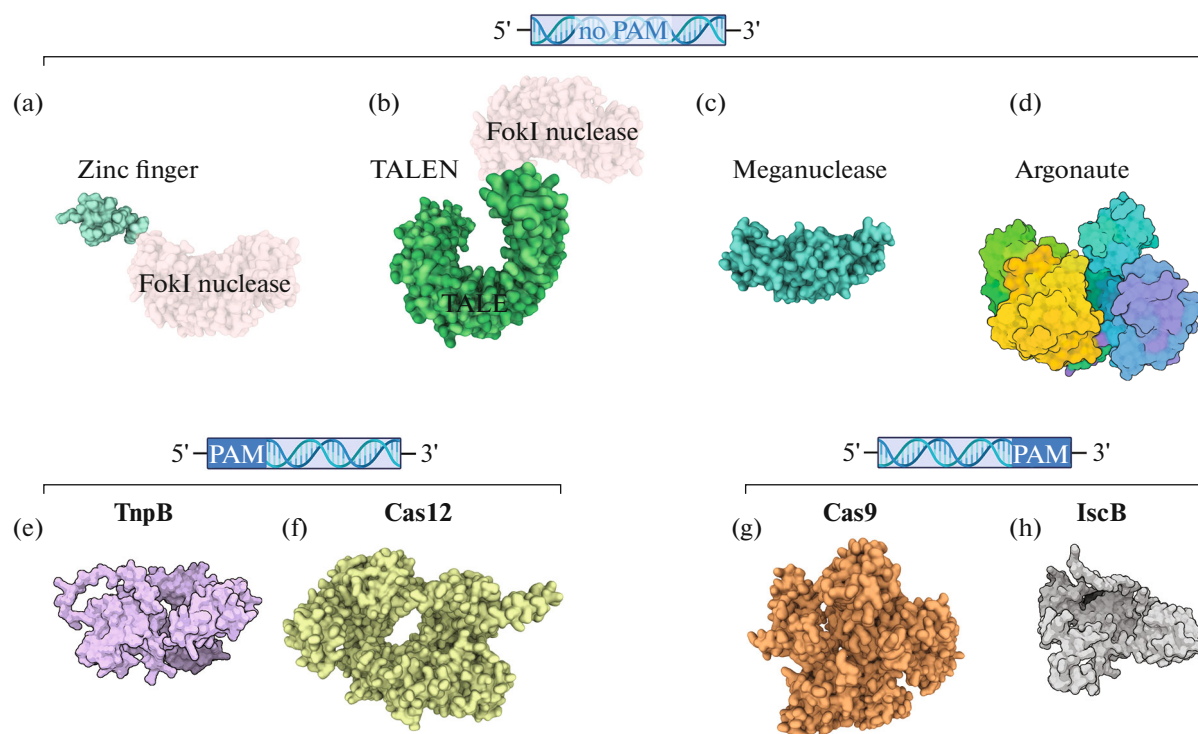 5' no PAM 3'
(a) (b) (c) (d)
FokI nuclease
Zinc finger TALEN Meganuclease Argonaute
FokI nuclease
TALE
5' PAM 3' 5' PAM 3'
TnpB Cas12 Cas9 IscB
(e) (f) (g) (h)